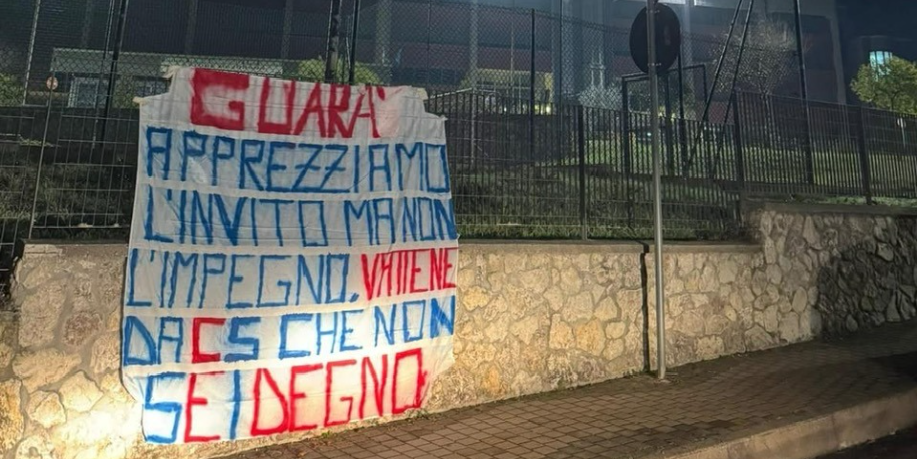 GUARA'
APPREZZIAMO
L'INVITO MA NON
L'IMPEGNO. VATTENE
DA CS CHE NON
SEI DEGNO.